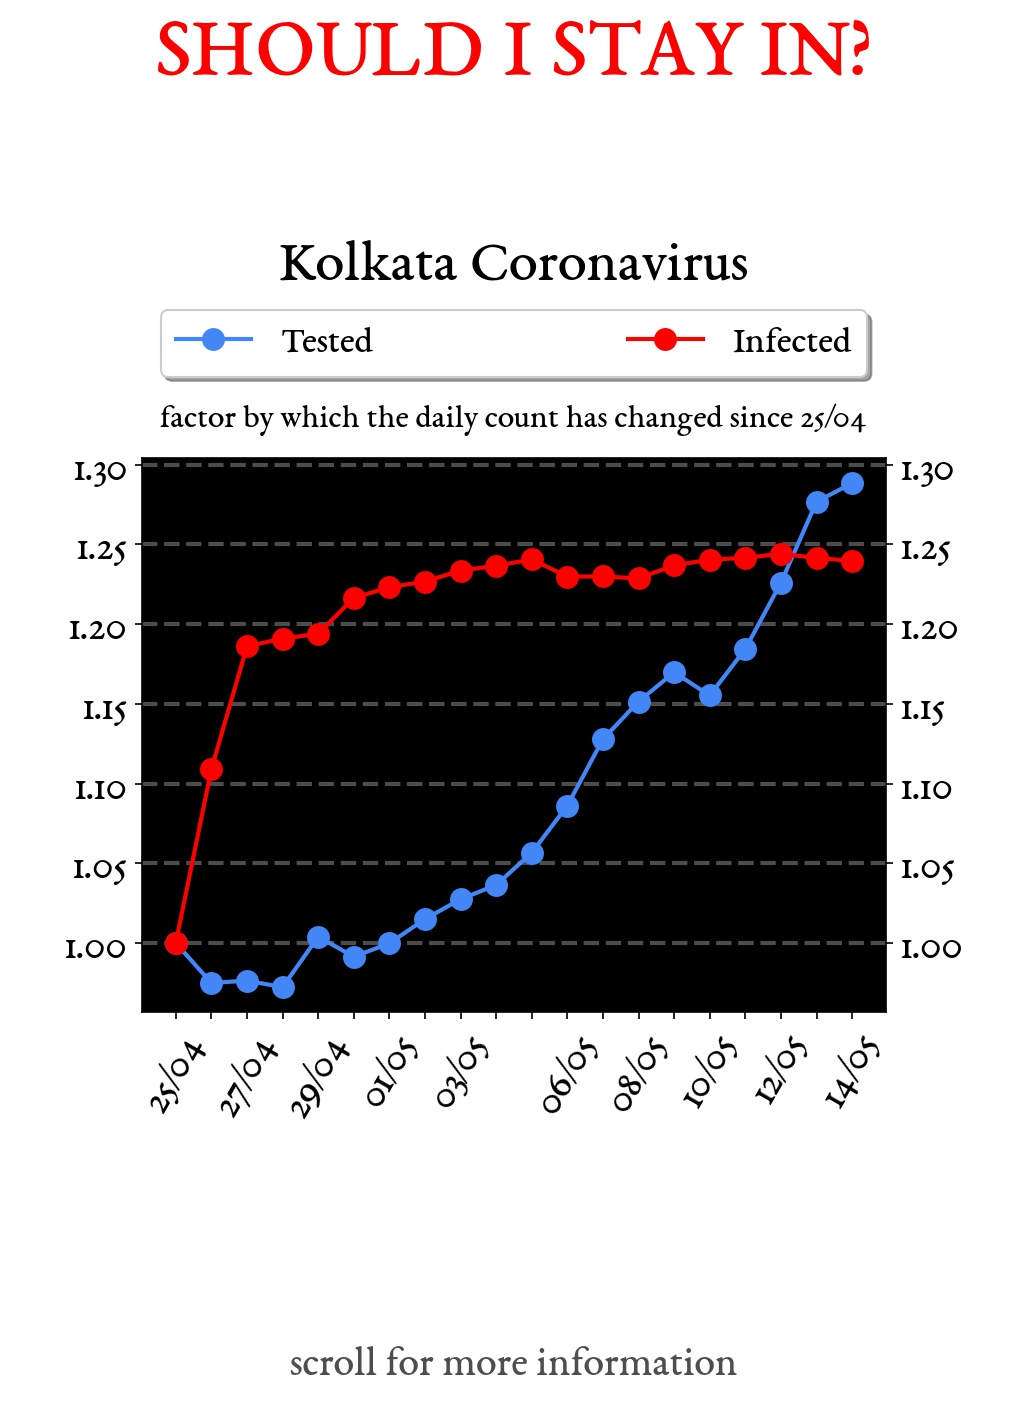 SHOULD I STAY IN?
Kolkata Coronavirus
Tested Infected
factor by which the daily count has changed since 25/04
1.30 1.30
1.25 1.25
1.20 1.20
1.15 1.15
1.10 1.10
1.05 1.05
1.00 1.00
25/04 27/04 29/04 01/05 03/05 06/05 08/05 10/05 12/05 14/05
scroll for more information